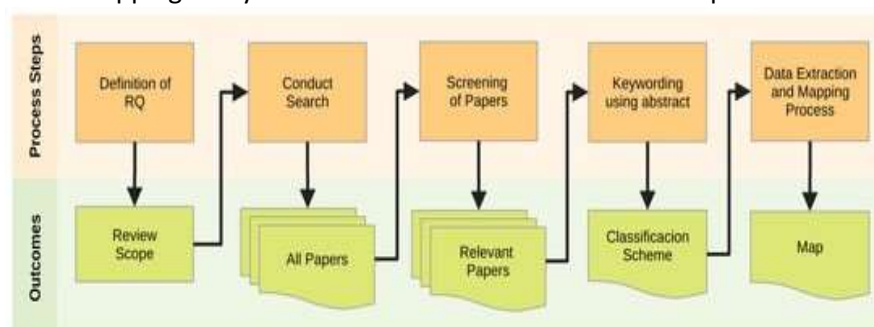 Process Steps
Definition of
RQ
Conduct
Search
Screening
of Papers
Keywording
using abstract
Data Extraction
and Mapping
Process
Outcomes
Review
Scope
All Papers
Relevant
Papers
Classificacion
Scheme
Map